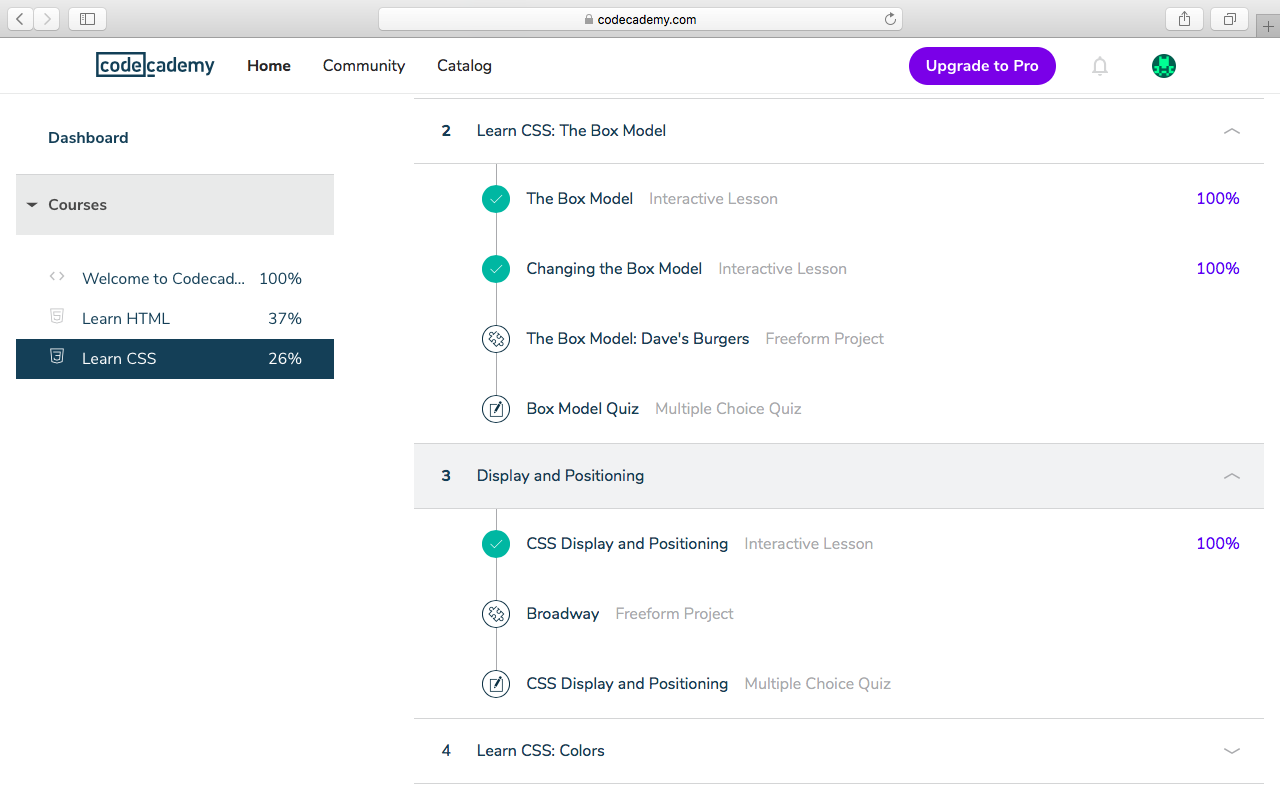 codecademy.com
codecademy Home Community Catalog Upgrade to Pro
Dashboard
Courses
Welcome to Codecad... 100%
Learn HTML 37%
Learn CSS 26%
2 Learn CSS: The Box Model
The Box Model Interactive Lesson 100%
Changing the Box Model Interactive Lesson 100%
The Box Model: Dave's Burgers Freeform Project
Box Model Quiz Multiple Choice Quiz
3 Display and Positioning
CSS Display and Positioning Interactive Lesson 100%
Broadway Freeform Project
CSS Display and Positioning Multiple Choice Quiz
4 Learn CSS: Colors